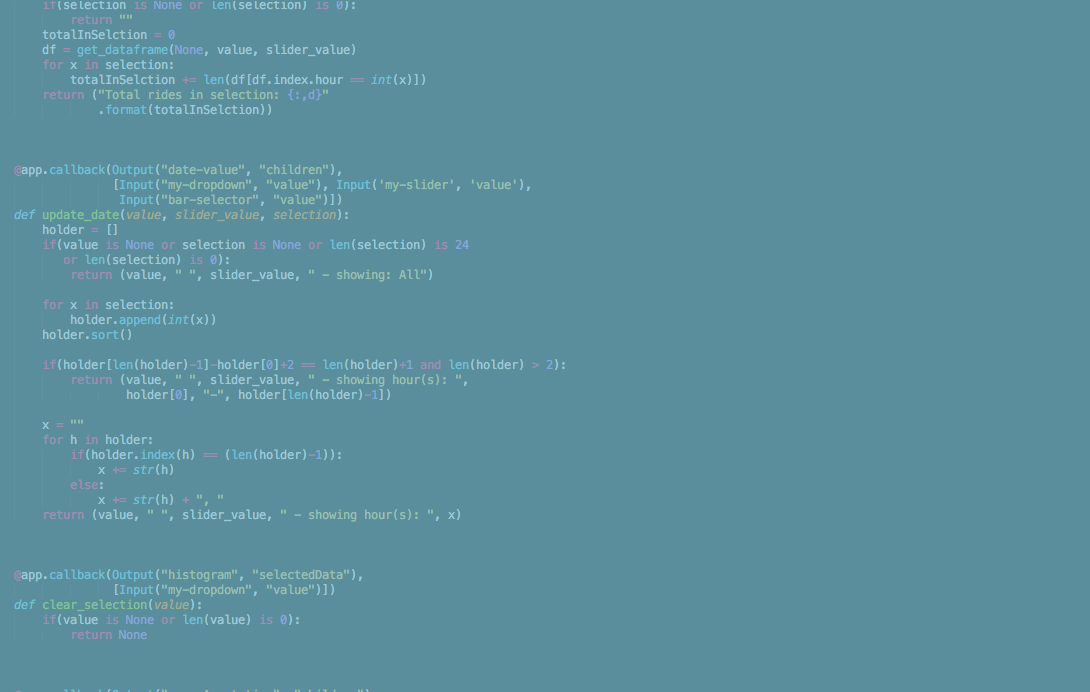 if(selection is None or len(selection) is 0):
return ""
totalInSelction = 0
df = get_dataframe(None, value, slider_value)
for x in selection:
totalInSelction += len(df[df.index.hour == int(x)])
return ("Total rides in selection: {:,d}"
.format(totalInSelction))
@app.callback(Output("date-value", "children"),
[Input("my-dropdown", "value"), Input('my-slider', 'value'),
Input("bar-selector", "value")])
def update_date(value, slider_value, selection):
holder = []
if(value is None or selection is None or len(selection) is 24
or len(selection) is 0):
return (value, " ", slider_value, " - showing: All")
for x in selection:
holder.append(int(x))
holder.sort()
if(holder[len(holder)-1]-holder[0]+2 == len(holder)+1 and len(holder) > 2):
return (value, " ", slider_value, " - showing hour(s): ",
holder[0], "-", holder[len(holder)-1])
x = ""
for h in holder:
if(holder.index(h) == (len(holder)-1)):
x += str(h)
else:
x += str(h) + ", "
return (value, " ", slider_value, " - showing hour(s): ", x)
@app.callback(Output("histogram", "selectedData"),
[Input("my-dropdown", "value")])
def clear_selection(value):
if(value is None or len(value) is 0):
return None